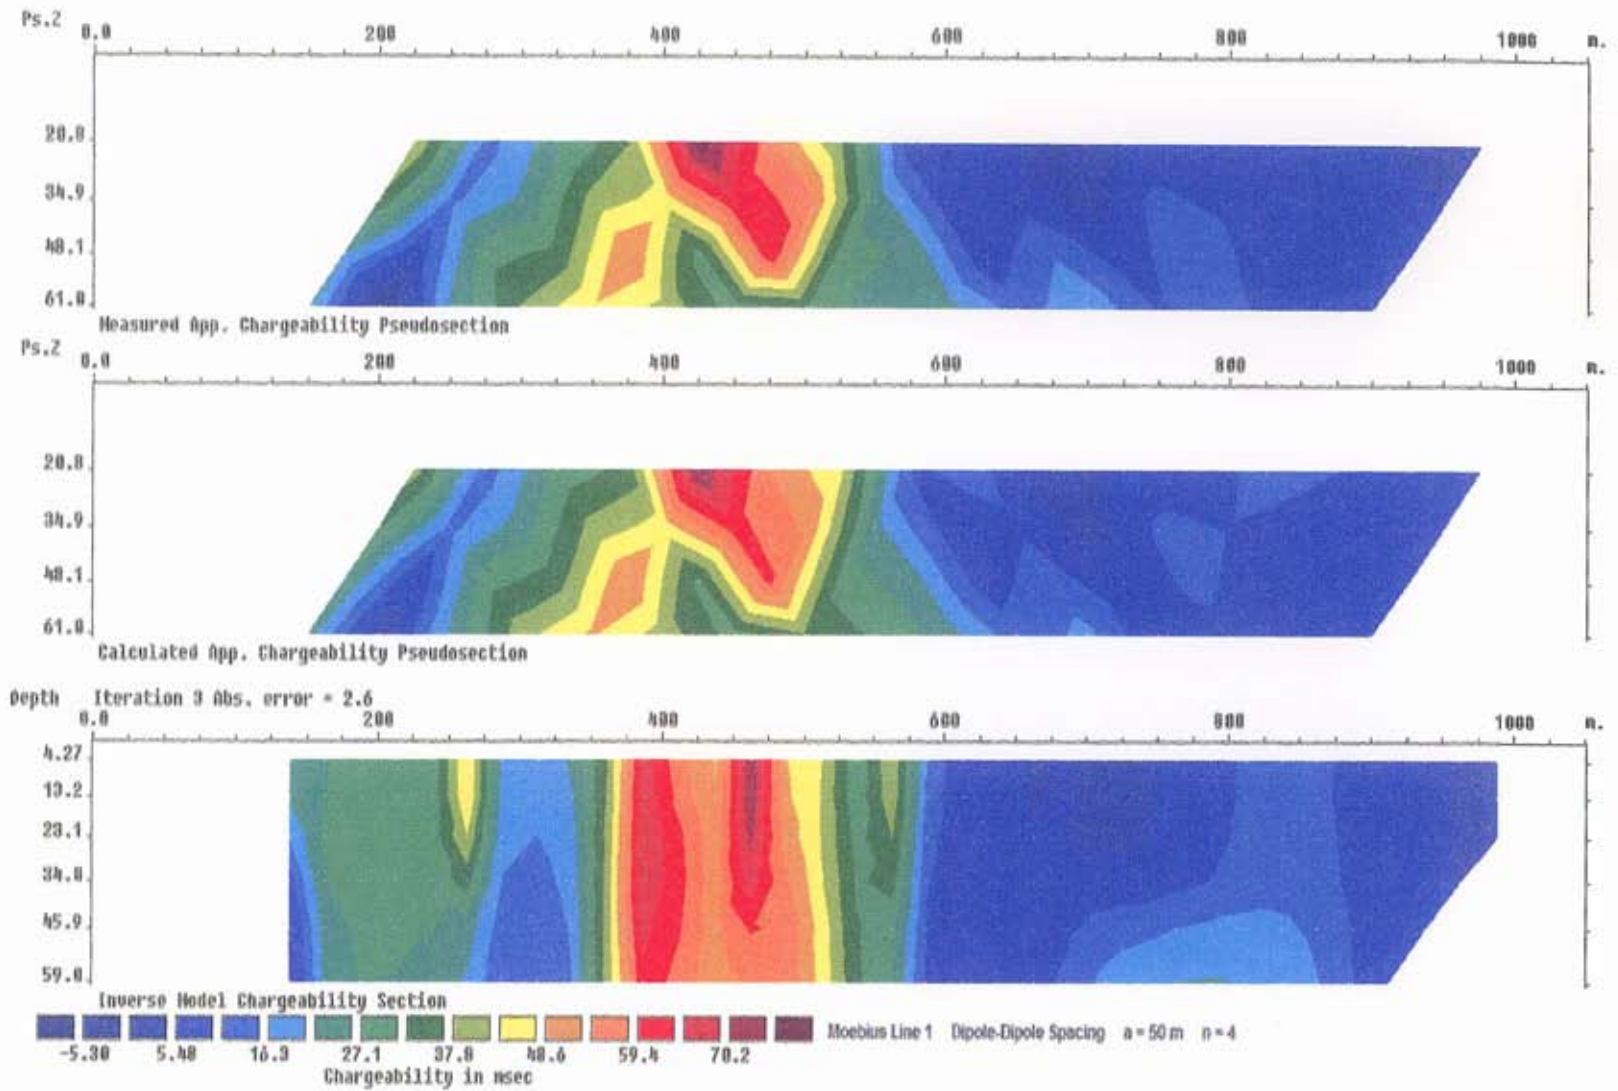 Ps.Z 0.0 200 400 600 800 1000 m.
20.8
34.9
48.1
61.0
Measured App. Chargeability Pseudosection
Ps.Z 0.0 200 400 600 800 1000 m.
20.8
34.9
48.1
61.0
Calculated App. Chargeability Pseudosection
Depth Iteration 3 Abs. error = 2.6
0.0 200 400 600 800 1000 m.
4.27
13.2
23.1
34.0
45.9
59.0
Inverse Model Chargeability Section
Moebius Line 1 Dipole-Dipole Spacing a = 50 m n = 4
-5.30 5.48 16.3 27.1 37.8 48.6 59.4 70.2
Chargeability in msec